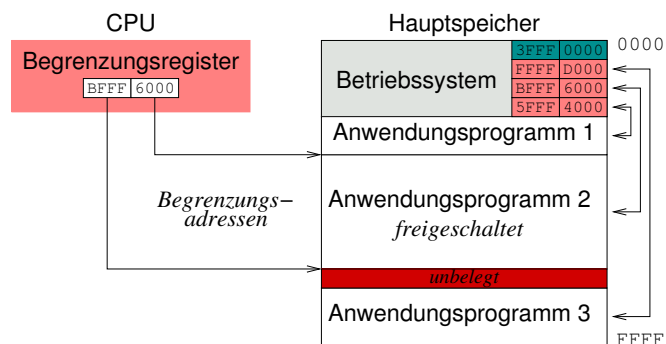 CPU
Hauptspeicher
Begrenzungsregister
BFFF 6000
Betriebssystem
3FFF 0000
0000
FFFF D000
BFFF 6000
5FFF 4000
Anwendungsprogramm 1
Begrenzungs-
adressen
Anwendungsprogramm 2
freigeschaltet
unbelegt
Anwendungsprogramm 3
FFFF